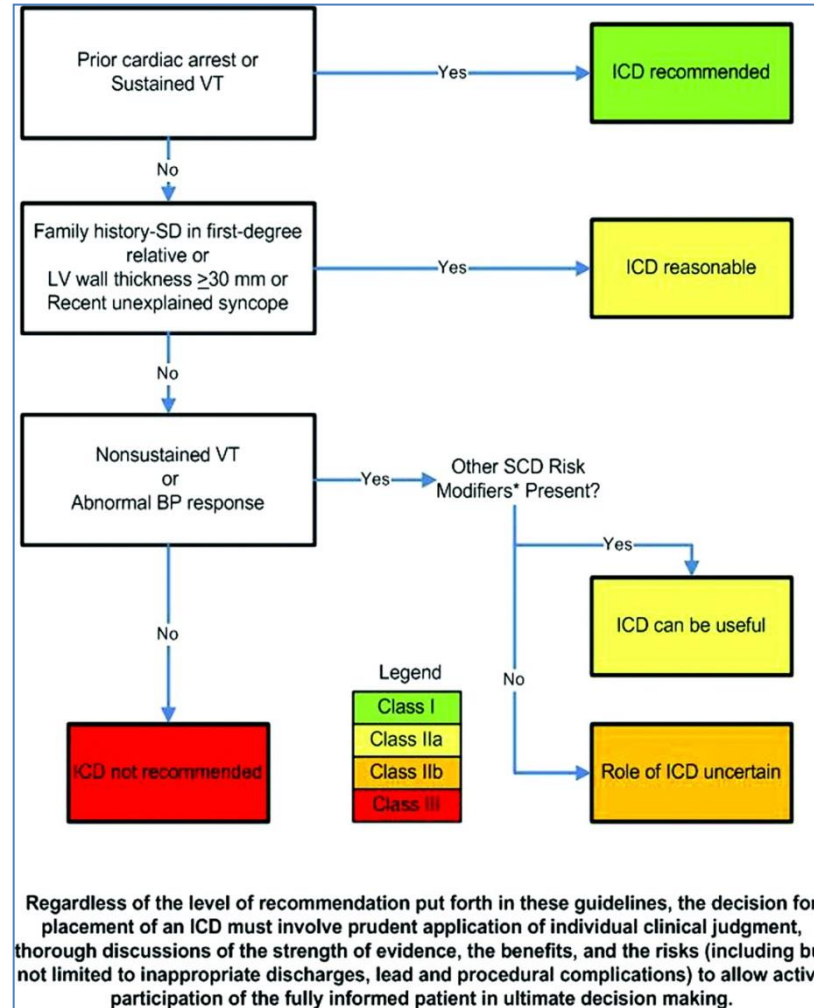 Prior cardiac arrest or
Sustained VT
Yes
ICD recommended
No
Family history-SD in first-degree
relative or
LV wall thickness ≥30 mm or
Recent unexplained syncope
Yes
ICD reasonable
No
Nonsustained VT
or
Abnormal BP response
Yes
Other SCD Risk
Modifiers* Present?
Yes
ICD can be useful
No
No
Legend
Class I
Class IIa
Class IIb
Class III
ICD not recommended
Role of ICD uncertain
Regardless of the level of recommendation put forth in these guidelines, the decision for
placement of an ICD must involve prudent application of individual clinical judgment,
thorough discussions of the strength of evidence, the benefits, and the risks (including bu
not limited to inappropriate discharges, lead and procedural complications) to allow activ
participation of the fully informed patient in ultimate decision making.